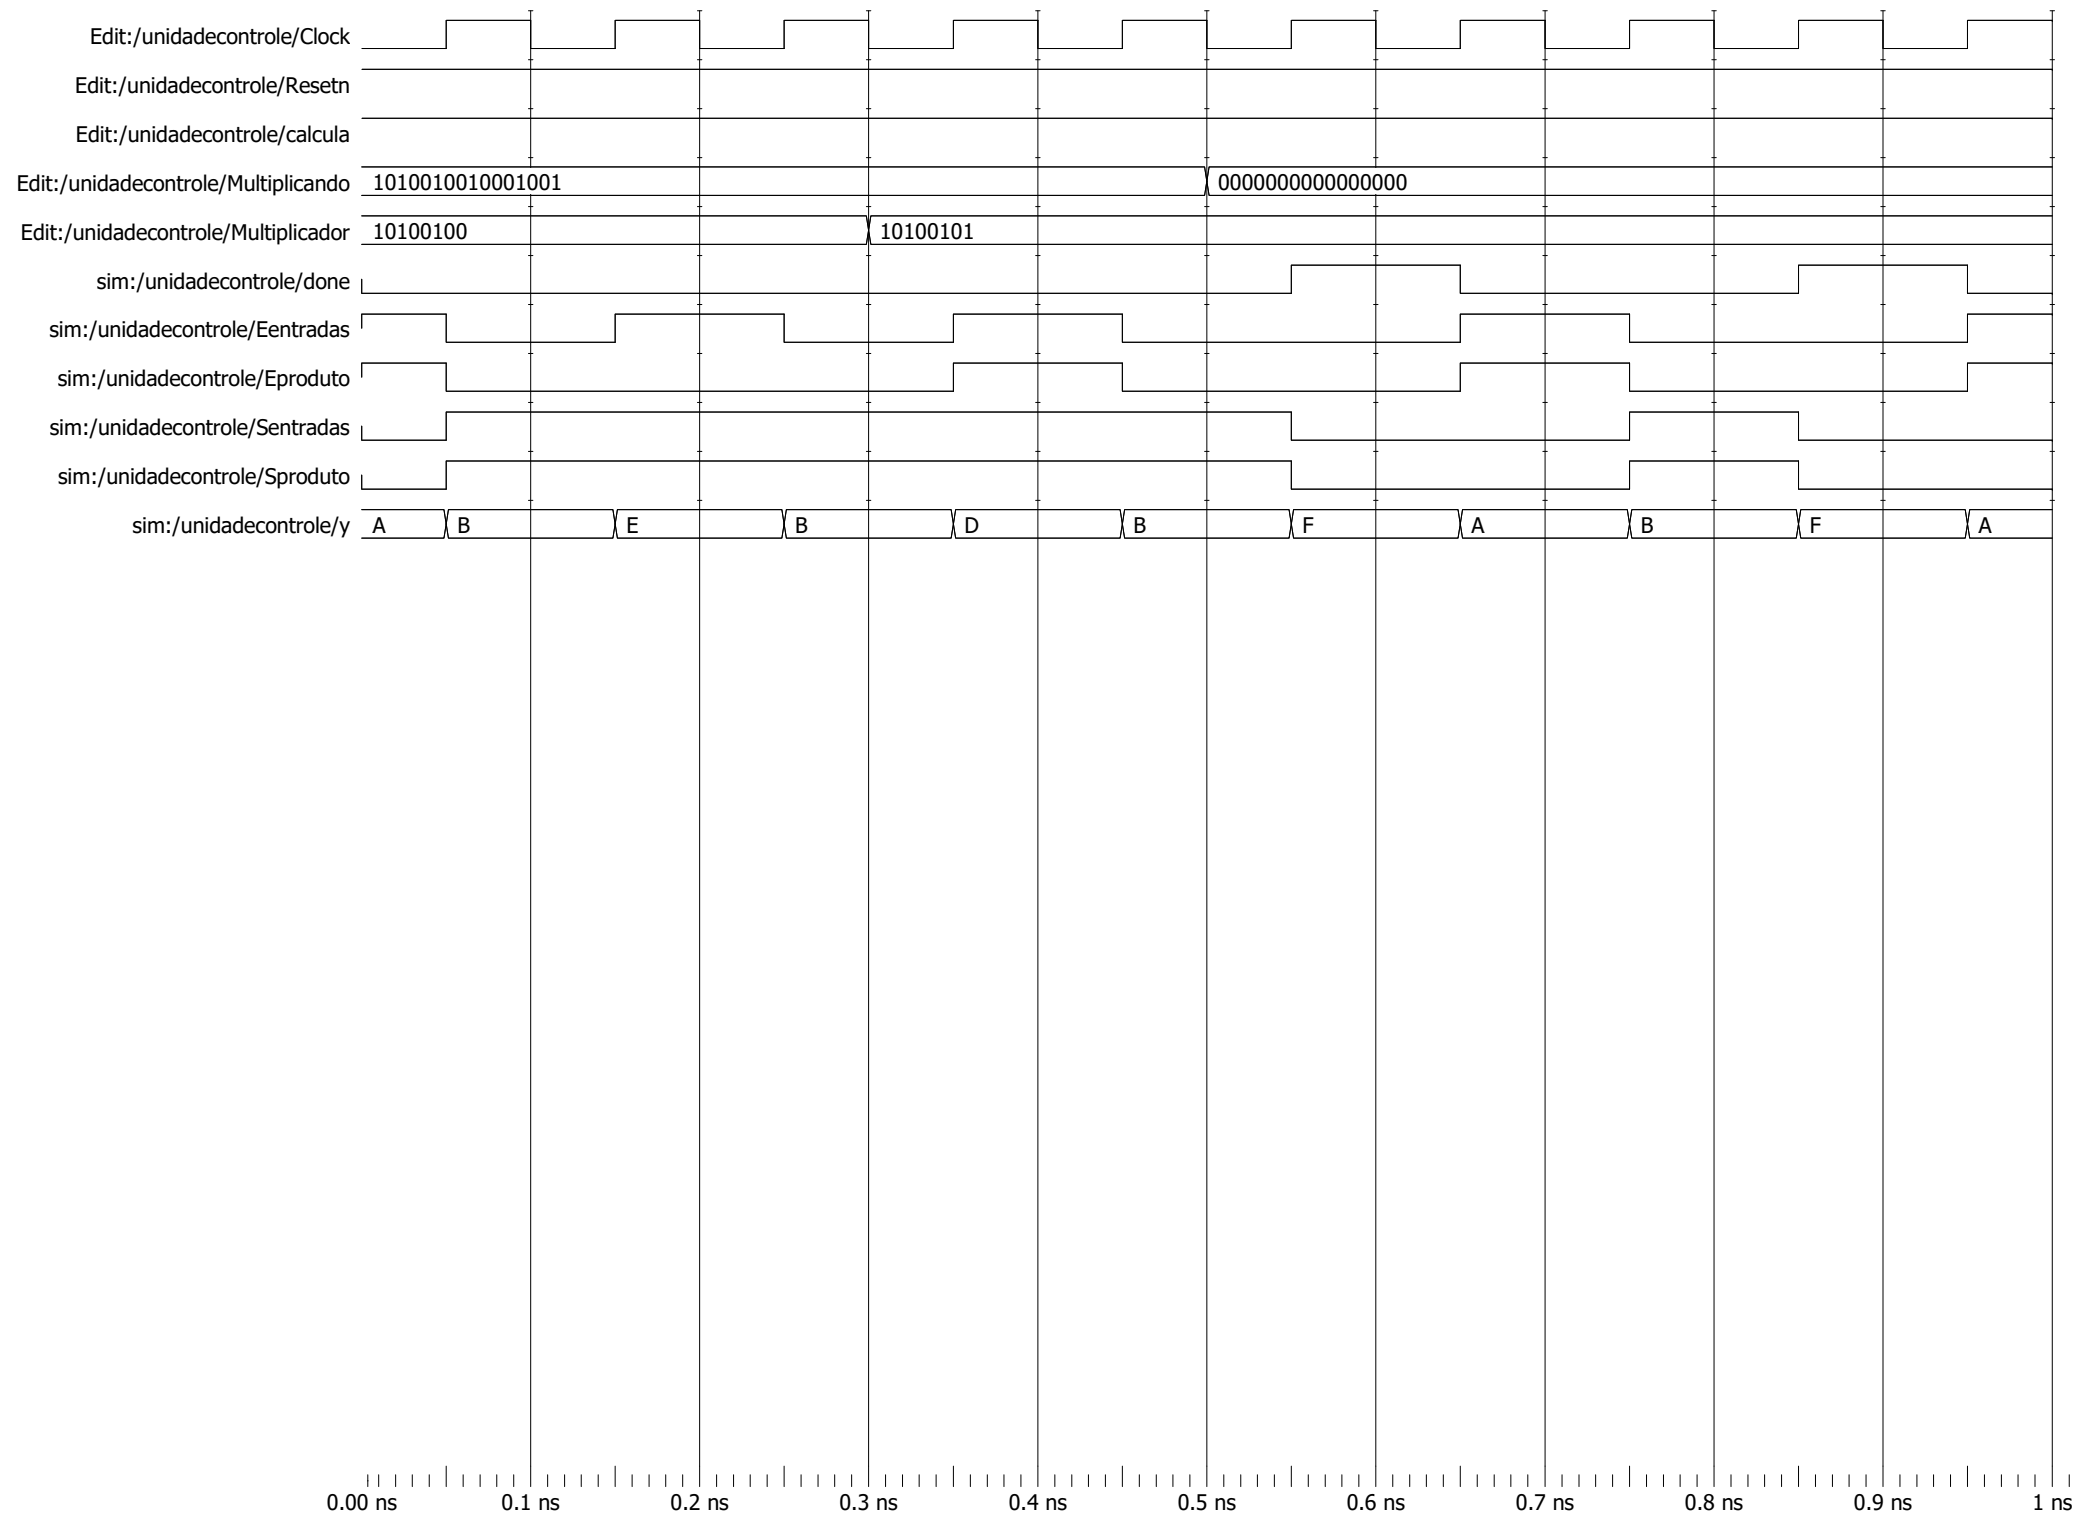 Edit:/unidadecontrole/Clock
Edit:/unidadecontrole/Resetn
Edit:/unidadecontrole/calcula
Edit:/unidadecontrole/Multiplicando 1010010010001001 0000000000000000
Edit:/unidadecontrole/Multiplicador 10100100 10100101
sim:/unidadecontrole/done
sim:/unidadecontrole/Eentradas
sim:/unidadecontrole/Eproduto
sim:/unidadecontrole/Sentradas
sim:/unidadecontrole/Sproduto
sim:/unidadecontrole/y A B E B D B F A B F A
0.00 ns 0.1 ns 0.2 ns 0.3 ns 0.4 ns 0.5 ns 0.6 ns 0.7 ns 0.8 ns 0.9 ns 1 ns